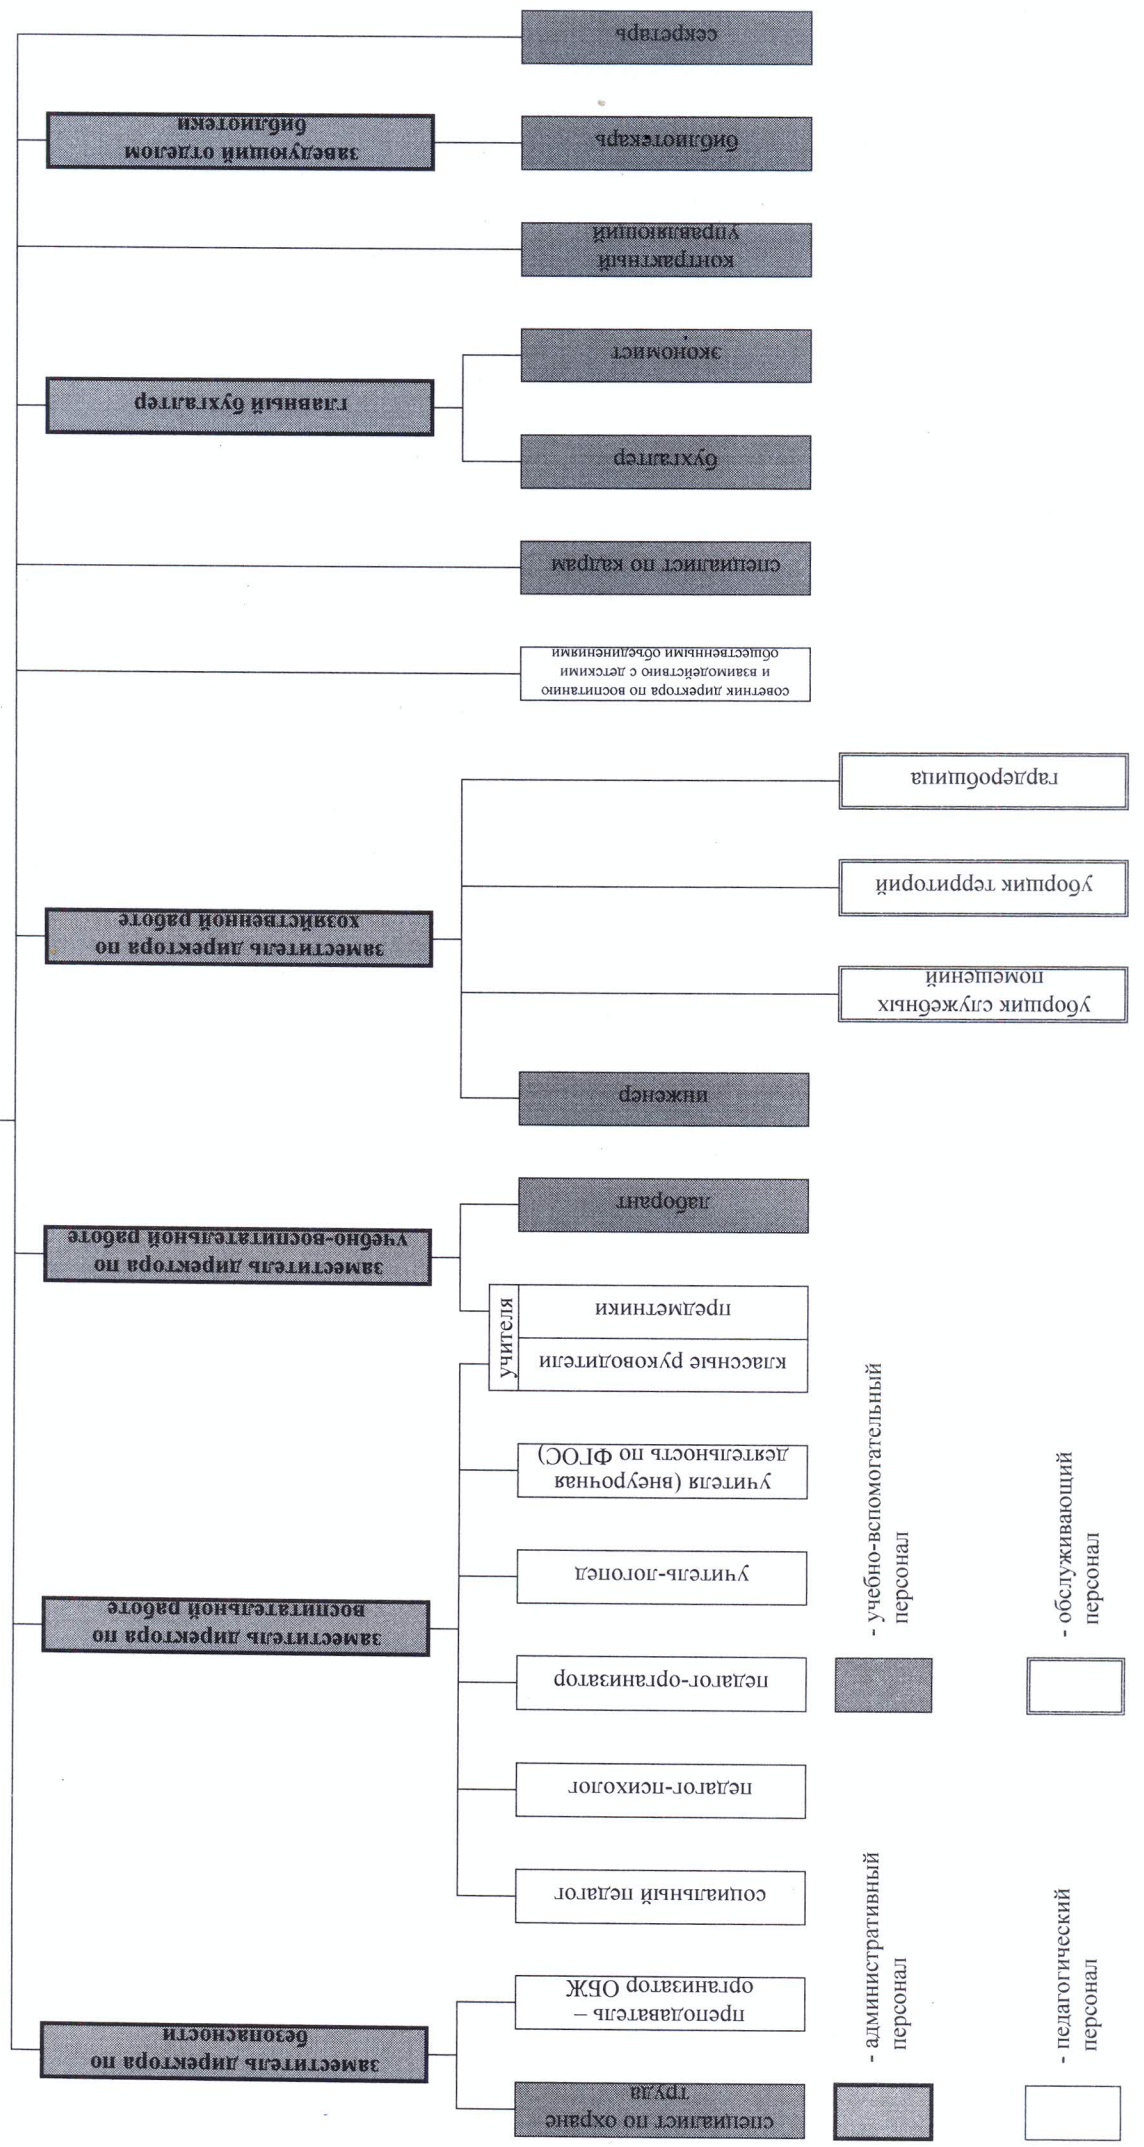 секретарь
заведующий отделом
библиотеки
библиотекарь
контрактный
управляющий
главный бухгалтер
экономист
бухгалтер
специалист по кадрам
советник директора по воспитанию
и взаимодействию с детскими
общественными объединениями
заместитель директора по
хозяйственной работе
гардеробщица
уборщик территорий
уборщик служебных
помещений
инженер
заместитель директора по
учебно-воспитательной работе
лаборант
учителя
предметники
классные руководители
заместитель директора по
воспитательной работе
учителя (внеурочная
деятельность по ФГОС)
учитель-логопед
педагог-организатор
педагог-психолог
социальный педагог
заместитель директора по
безопасности
преподаватель –
организатор ОБЖ
специалист по охране
труда
- административный
персонал
- учебно-вспомогательный
персонал
- педагогический
персонал
- обслуживающий
персонал